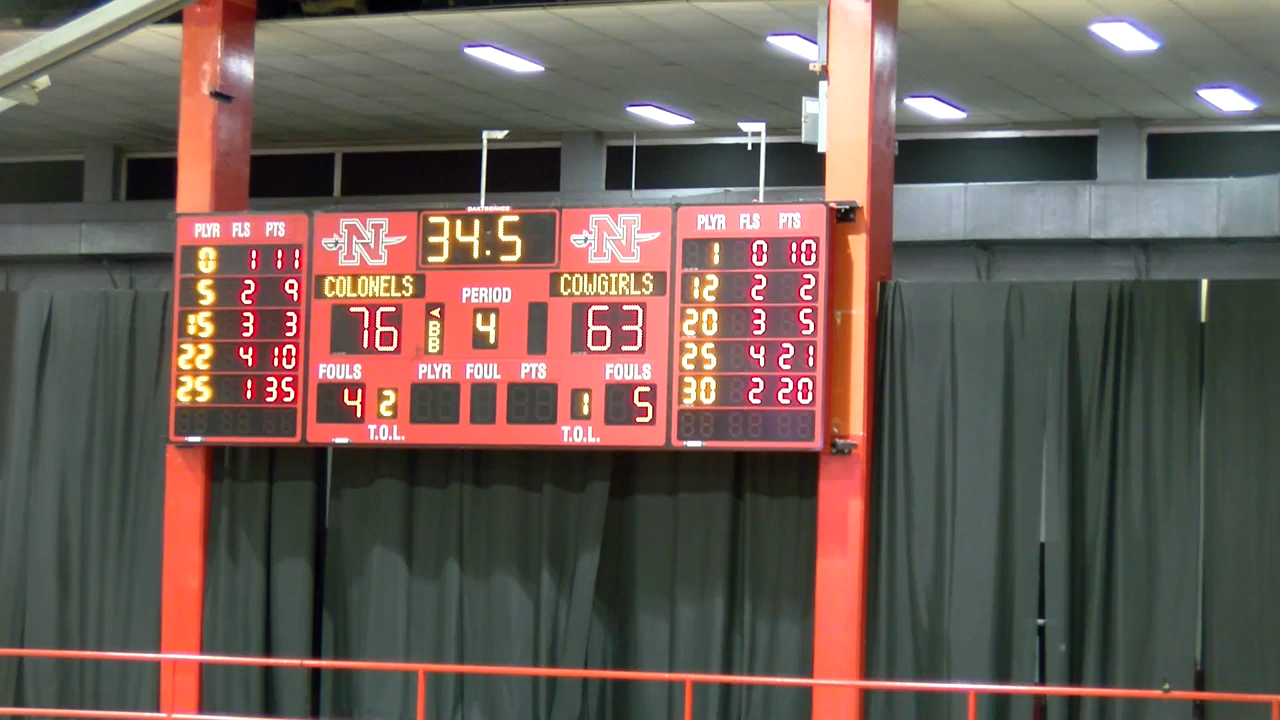 DAKTRONICS
PLYR FLS PTS
0 1 11
5 2 9
15 3 3
22 4 10
25 1 35
N
34.5
N
COLONELS
COWGIRLS
PERIOD
76
<
B
B
4
63
FOULS PLYR FOUL PTS FOULS
4 2 1 5
T.O.L. T.O.L.
PLYR FLS PTS
1 0 10
12 2 2
20 3 5
25 4 21
30 2 20